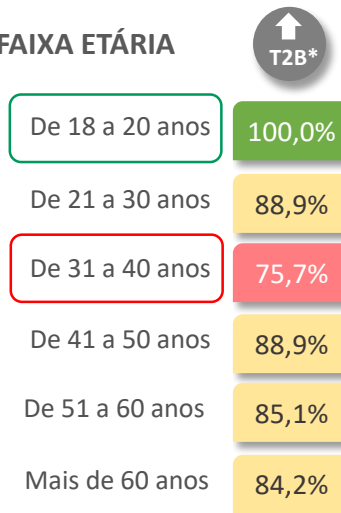 FAIXA ETÁRIA
T2B*
De 18 a 20 anos 100,0%
De 21 a 30 anos 88,9%
De 31 a 40 anos 75,7%
De 41 a 50 anos 88,9%
De 51 a 60 anos 85,1%
Mais de 60 anos 84,2%